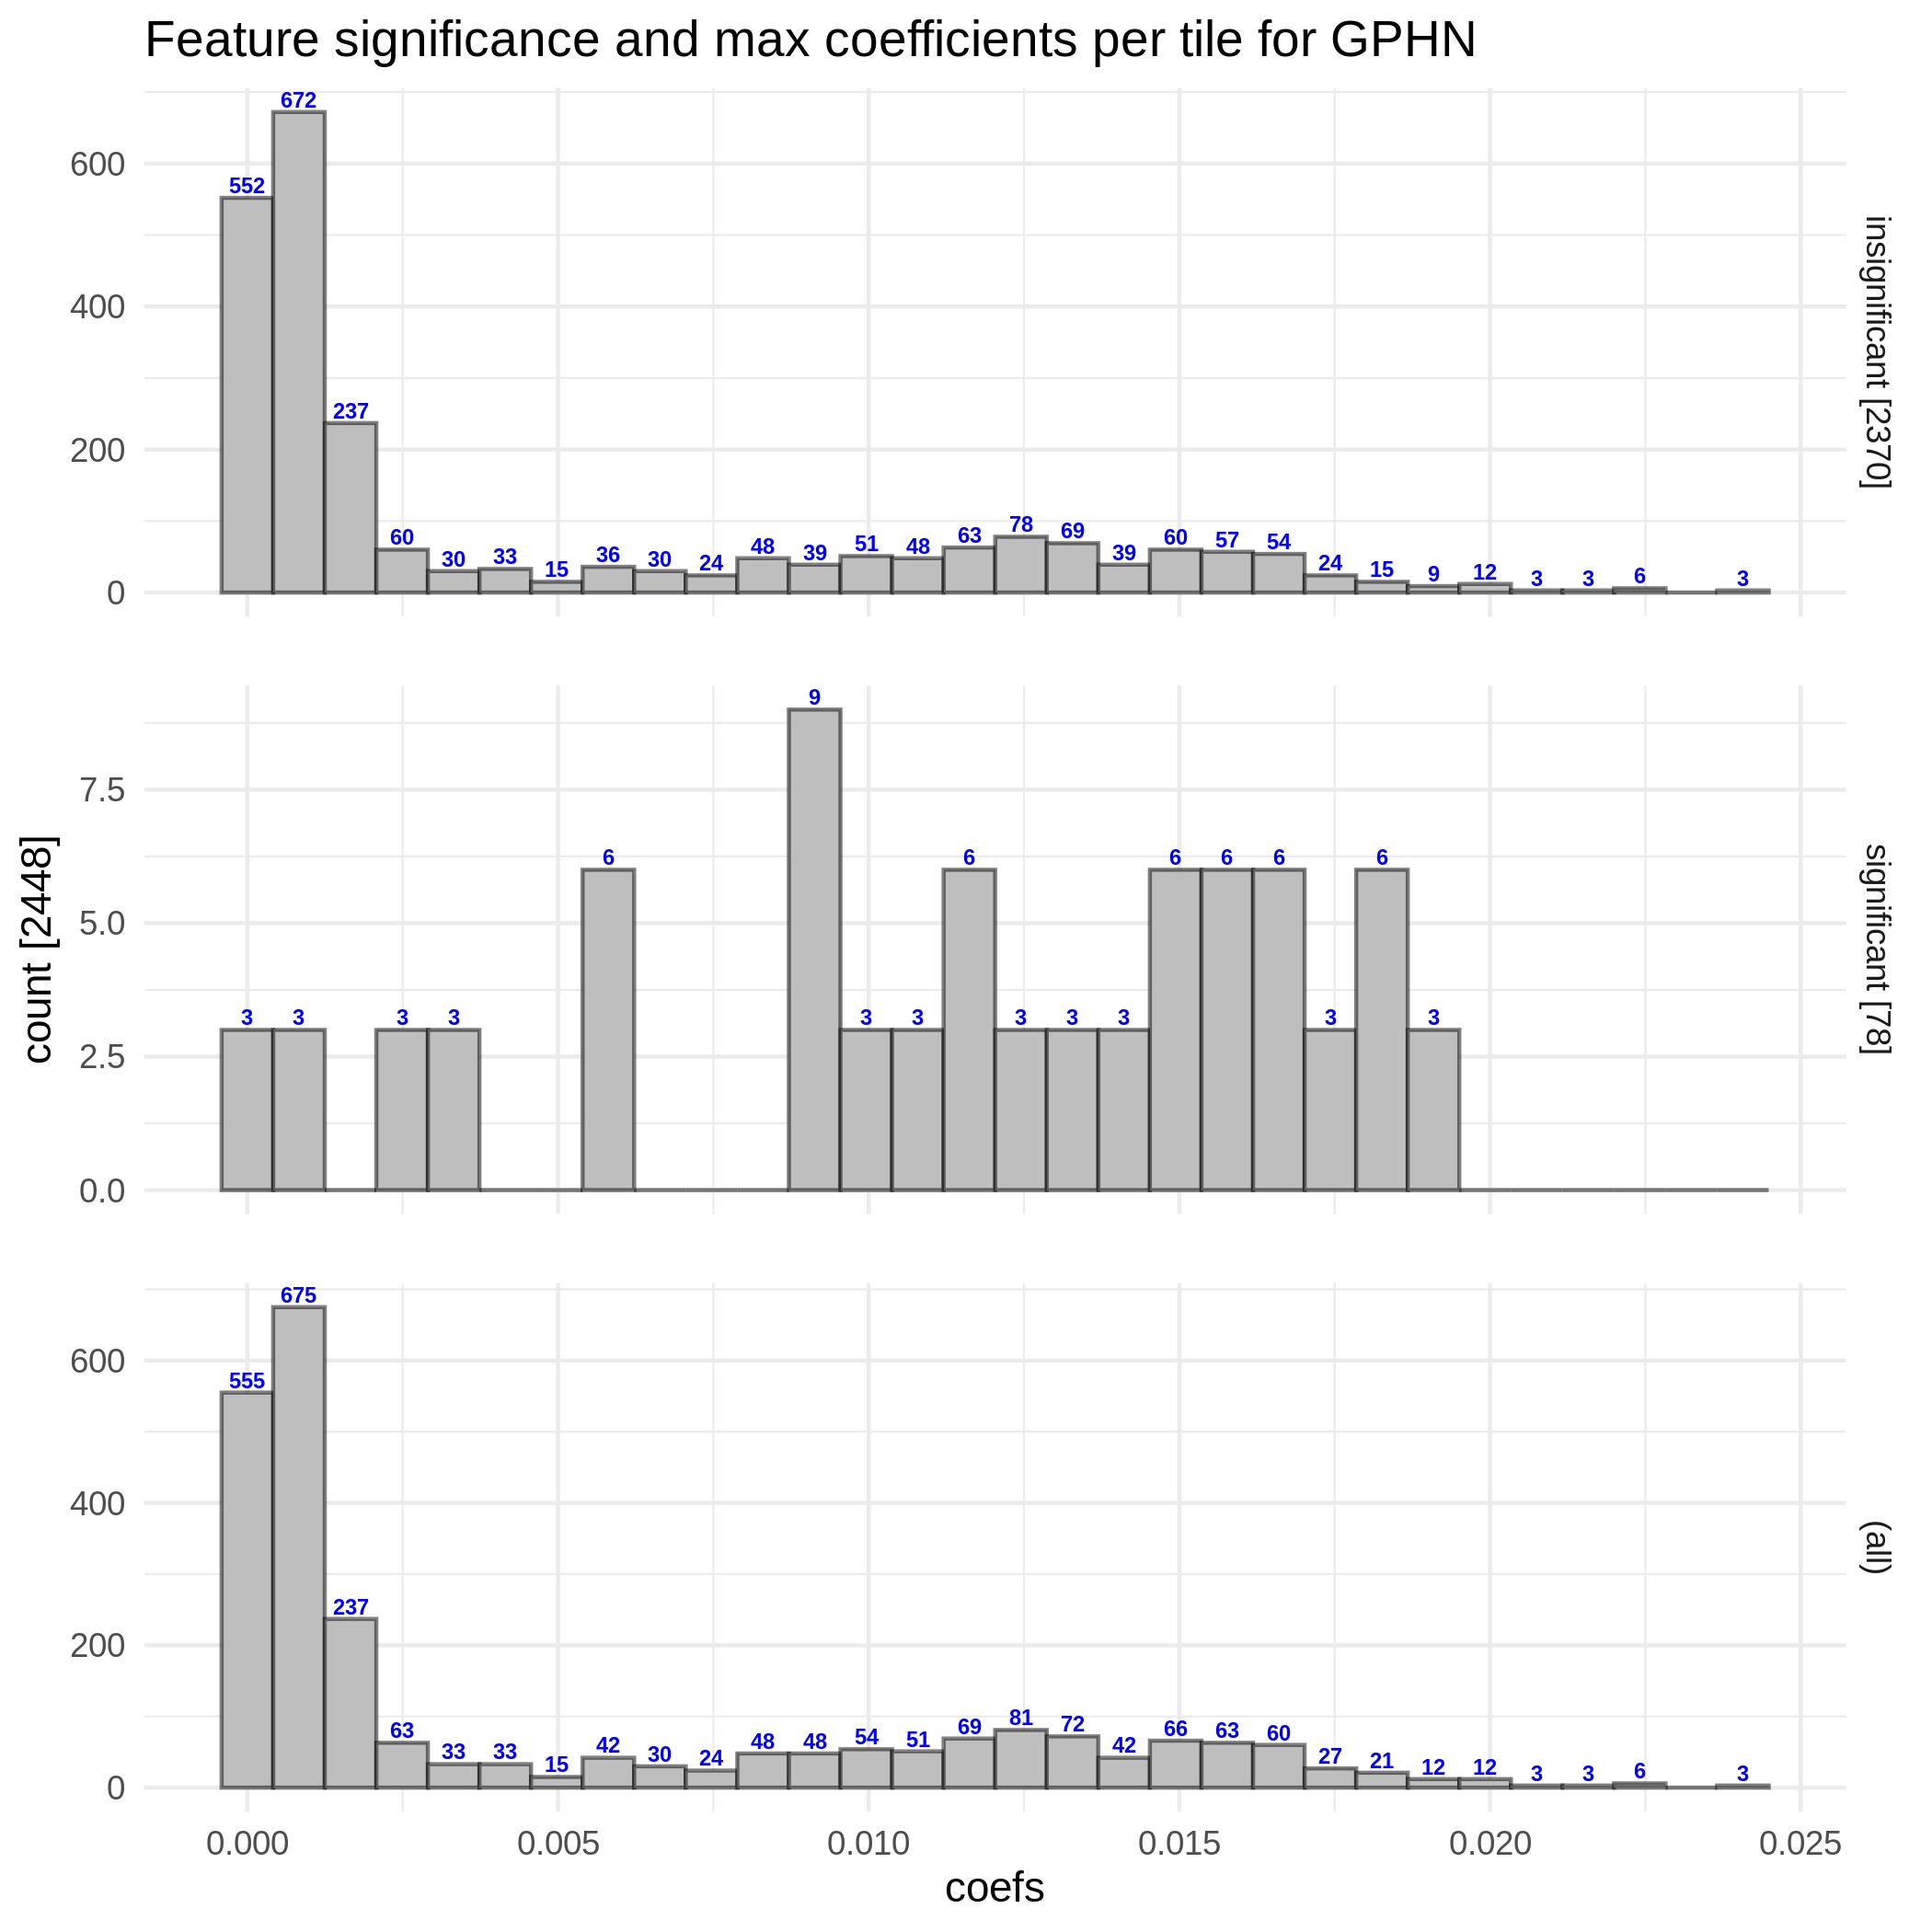 Feature significance and max coefficients per tile for GPHN
672
552
237
60 30 33 15 36 30 24 48 39 51 48 63 78 69 39 60 57 54 24 15 9 12 3 3 6 3
600
400
200
0
insignificant [2370]
9
6 6 6 6 6 6
3 3 3 3 3 3 3 3 3 3 3
7.5
5.0
2.5
0.0
significant [78]
count [2448]
675
555
237
63 33 33 15 42 30 24 48 48 54 51 69 81 72 42 66 63 60 27 21 12 12 3 3 6 3
600
400
200
0
(all)
0.000 0.005 0.010 0.015 0.020 0.025
coefs